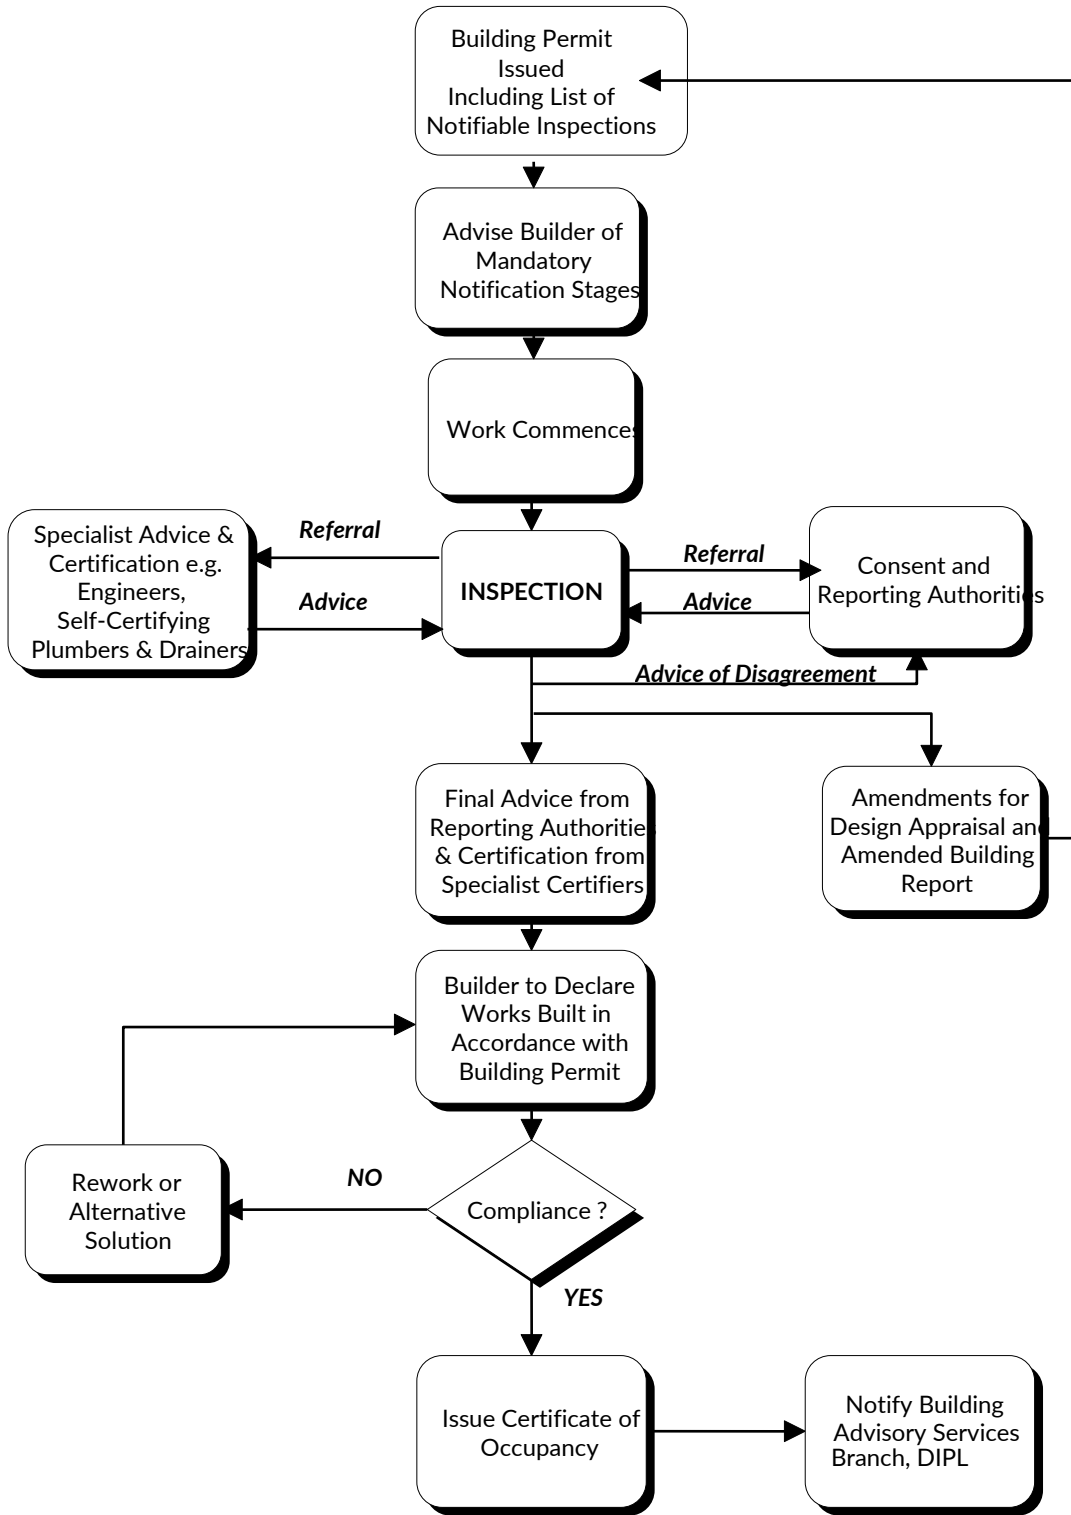 Building Permit
Issued
Including List of
Notifiable Inspections
Advise Builder of
Mandatory
Notification Stages
Work Commences
Specialist Advice &
Certification e.g.
Engineers,
Self-Certifying
Plumbers & Drainers
Referral
Advice
INSPECTION
Referral
Advice
Consent and
Reporting Authorities
Advice of Disagreement
Final Advice from
Reporting Authorities
& Certification from
Specialist Certifiers
Amendments for
Design Appraisal and
Amended Building
Report
Builder to Declare
Works Built in
Accordance with
Building Permit
Rework or
Alternative
Solution
NO
Compliance ?
YES
Issue Certificate of
Occupancy
Notify Building
Advisory Services
Branch, DIPL